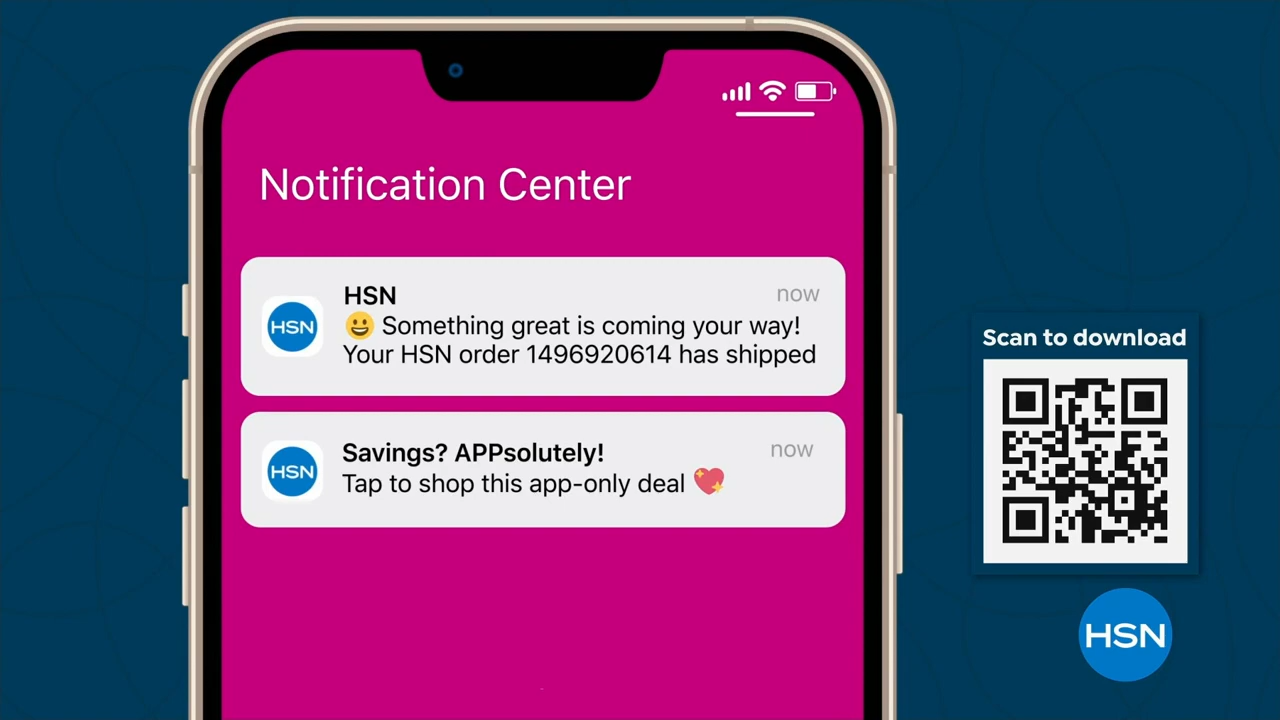 Notification Center
HSN
now
HSN
😀 Something great is coming your way!
Your HSN order 1496920614 has shipped
HSN
Savings? APPsolutely!
now
Tap to shop this app-only deal 💖
Scan to download
HSN